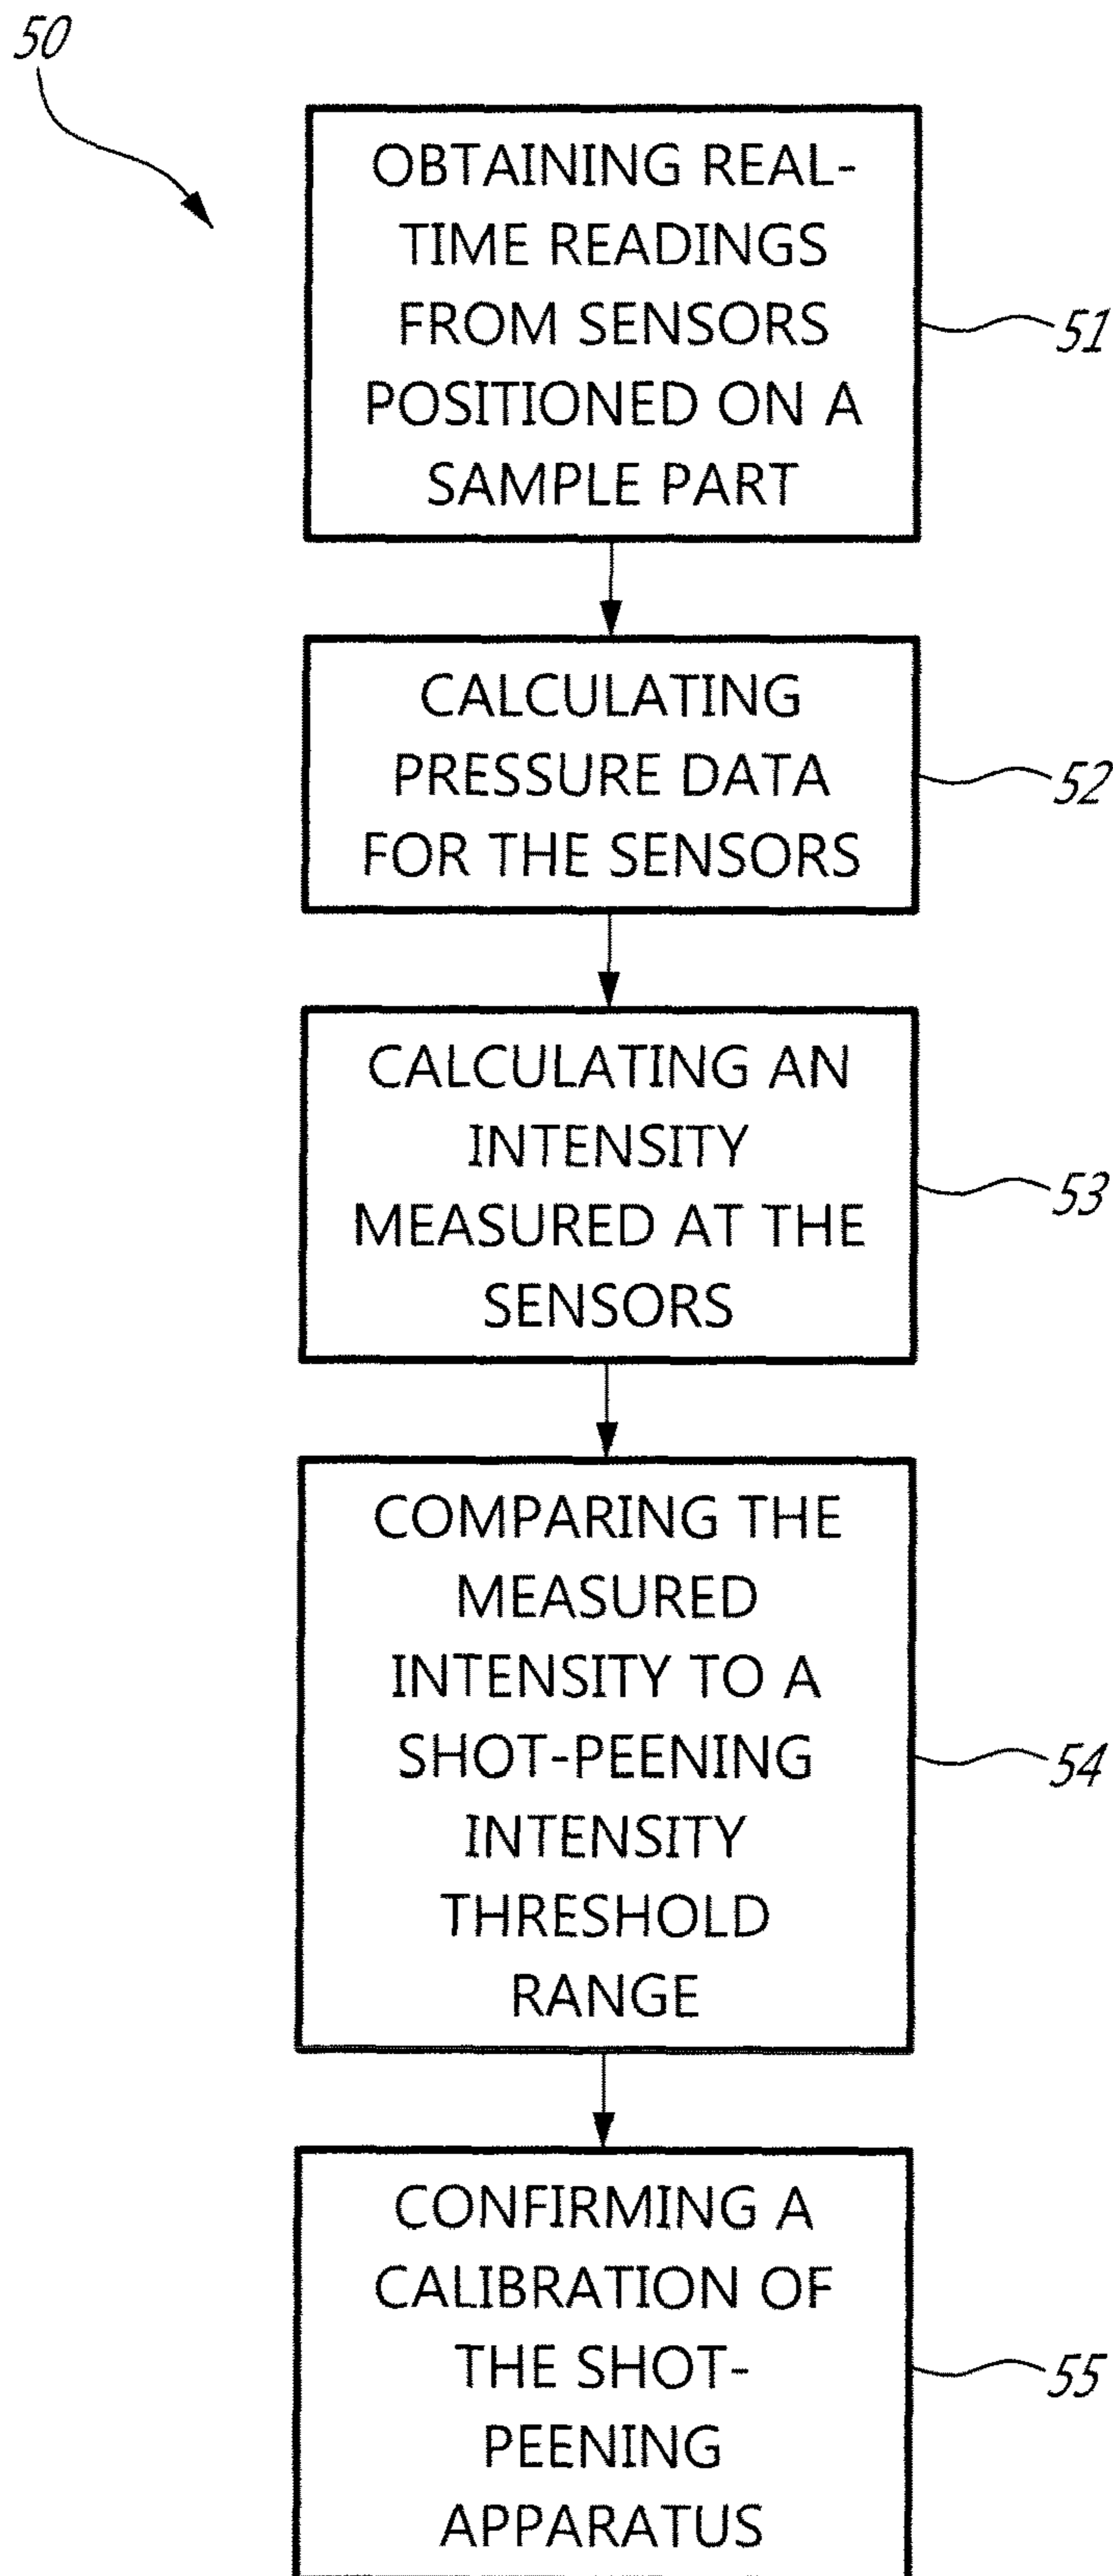 50
OBTAINING REAL-
TIME READINGS
FROM SENSORS
POSITIONED ON A
SAMPLE PART
51
CALCULATING
PRESSURE DATA
FOR THE SENSORS
52
CALCULATING AN
INTENSITY
MEASURED AT THE
SENSORS
53
COMPARING THE
MEASURED
INTENSITY TO A
SHOT-PEENING
INTENSITY
THRESHOLD
RANGE
54
CONFIRMING A
CALIBRATION OF
THE SHOT-
PEENING
APPARATUS
55